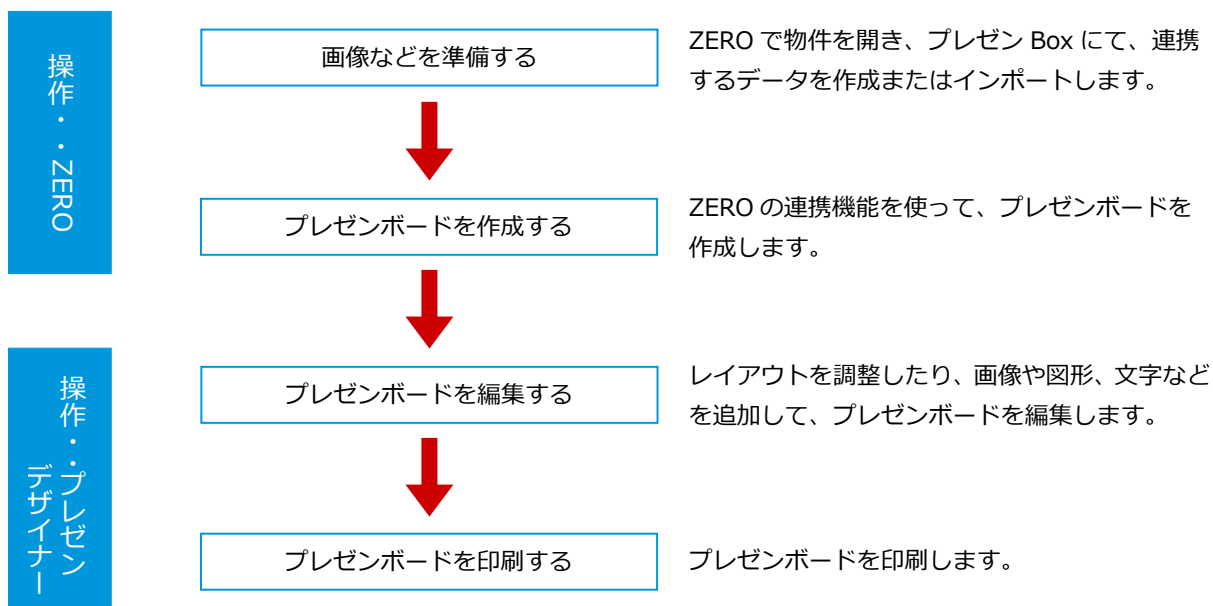 操作・・ZERO
画像などを準備する
ZERO で物件を開き、プレゼン Box にて、連携
するデータを作成またはインポートします。
プレゼンボードを作成する
ZERO の連携機能を使って、プレゼンボードを
作成します。
操作・・プレゼン
デザイナー
プレゼンボードを編集する
レイアウトを調整したり、画像や図形、文字など
を追加して、プレゼンボードを編集します。
プレゼンボードを印刷する
プレゼンボードを印刷します。